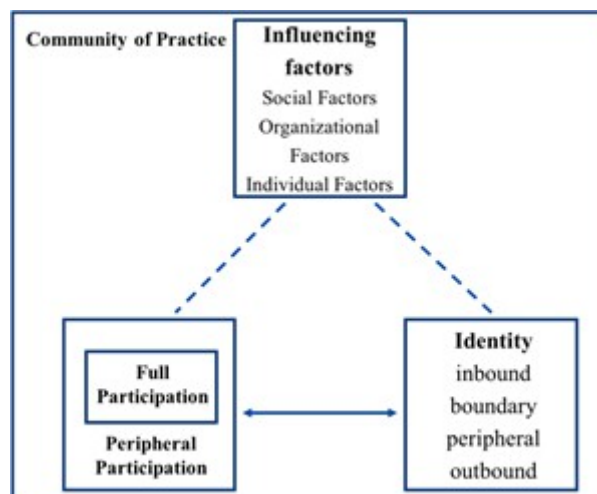 Community of Practice
Influencing
factors
Social Factors
Organizational
Factors
Individual Factors
Full
Participation
Peripheral
Participation
Identity
inbound
boundary
peripheral
outbound